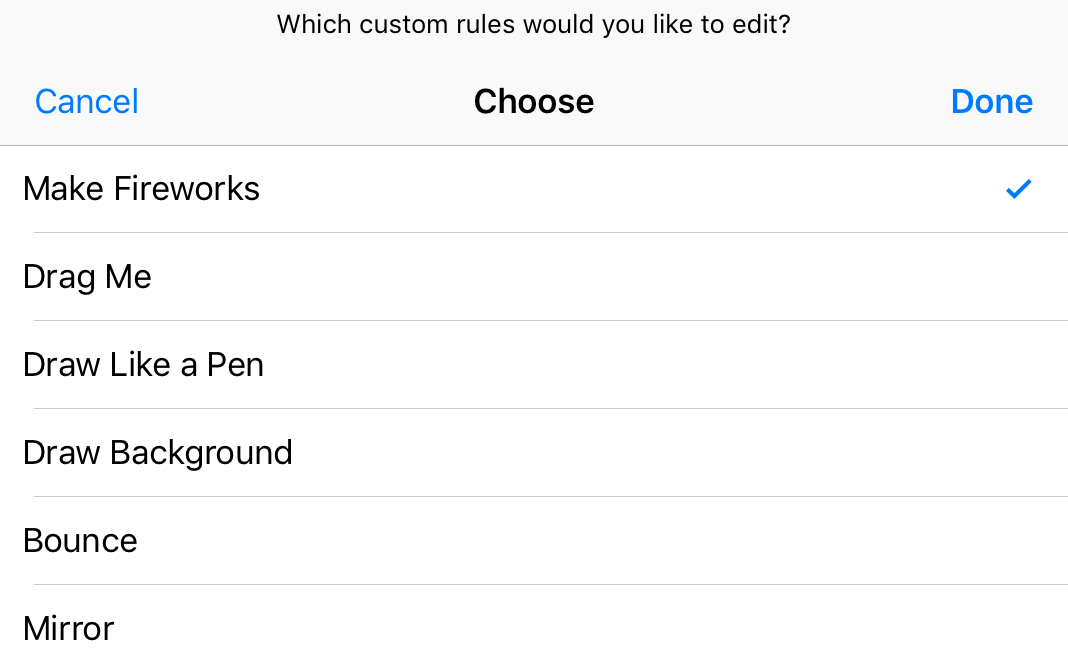 Which custom rules would you like to edit?
Cancel Choose Done
Make Fireworks
Drag Me
Draw Like a Pen
Draw Background
Bounce
Mirror